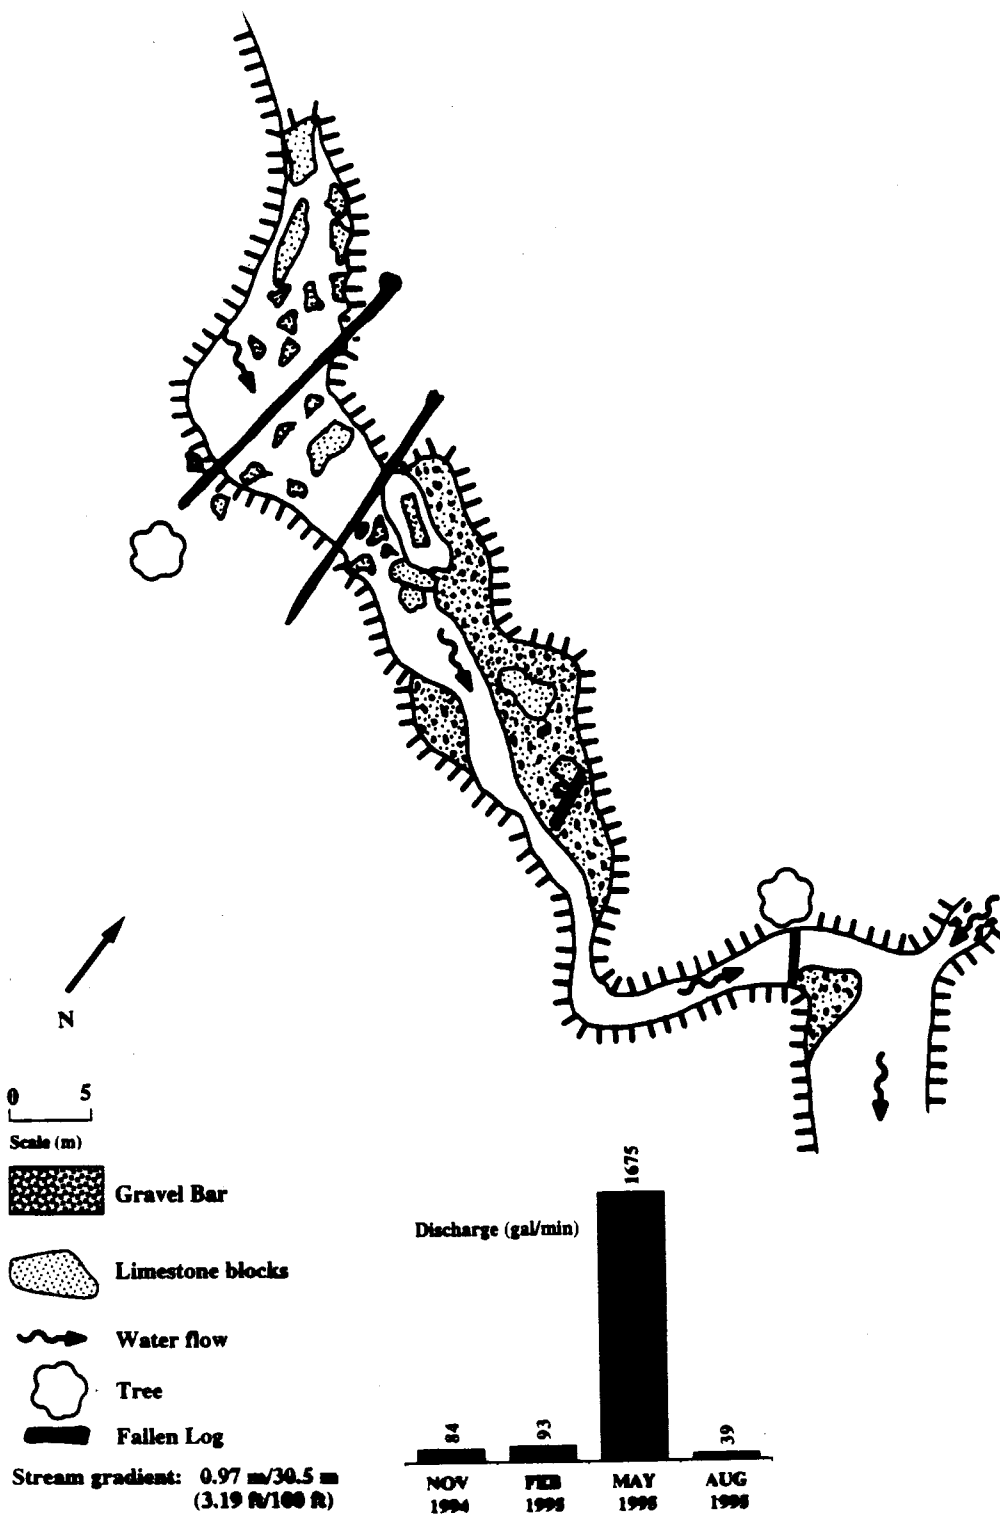 N
0 5
Scale (m)
Gravel Bar
Limestone blocks
Water flow
Tree
Fallen Log
Stream gradient: 0.97 m/30.5 m
(3.19 ft/100 ft)
Discharge (gal/min)
84
93
1675
39
NOV
1994
FEB
1995
MAY
1995
AUG
1995